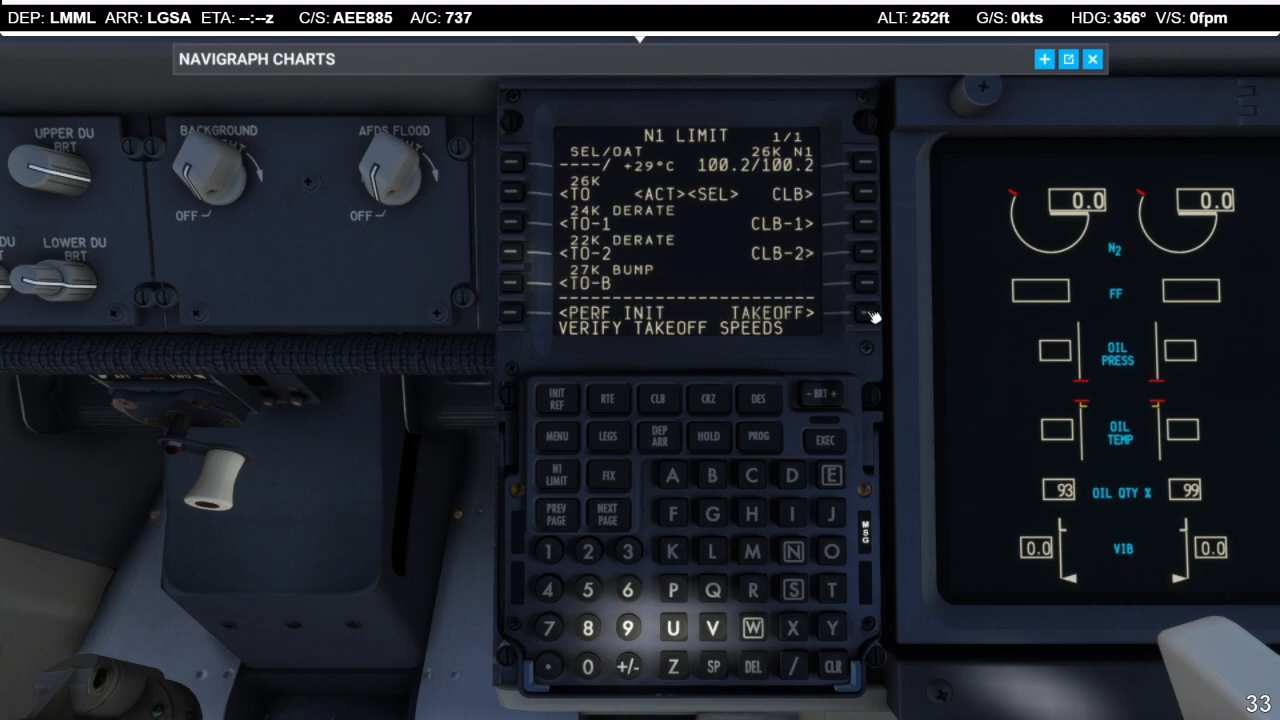 DEP: LMML ARR: LGSA ETA: --:--z C/S: AEE885 A/C: 737 ALT: 252ft G/S: 0kts HDG: 356° V/S: 0fpm
NAVIGRAPH CHARTS
UPPER DU
BRT
BACKGROUND
AFDS FLOOD
OFF
OFF
LOWER DU
BRT
DU
N1 LIMIT 1/1
SEL/OAT 26K N1
----/ +29°C 100.2/100.2
26K
<TO <ACT><SEL> CLB>
24K DERATE
<TO-1 CLB-1>
22K DERATE
<TO-2 CLB-2>
27K BUMP
<TO-B
--------------------------------
<PERF INIT TAKEOFF>
VERIFY TAKEOFF SPEEDS
INIT
REF
RTE
CLB
CRZ
DES
- BRT +
MENU
LEGS
DEP
ARR
HOLD
PROG
EXEC
N1
LIMIT
FIX
A B C D E
PREV
PAGE
NEXT
PAGE
F G H I J
1 2 3 K L M N O
4 5 6 P Q R S T
7 8 9 U V W X Y
. 0 +/- Z SP DEL / CLR
MSG
0.0 0.0
N2
FF
OIL
PRESS
OIL
TEMP
93 OIL QTY % 99
0.0 VIB 0.0
33